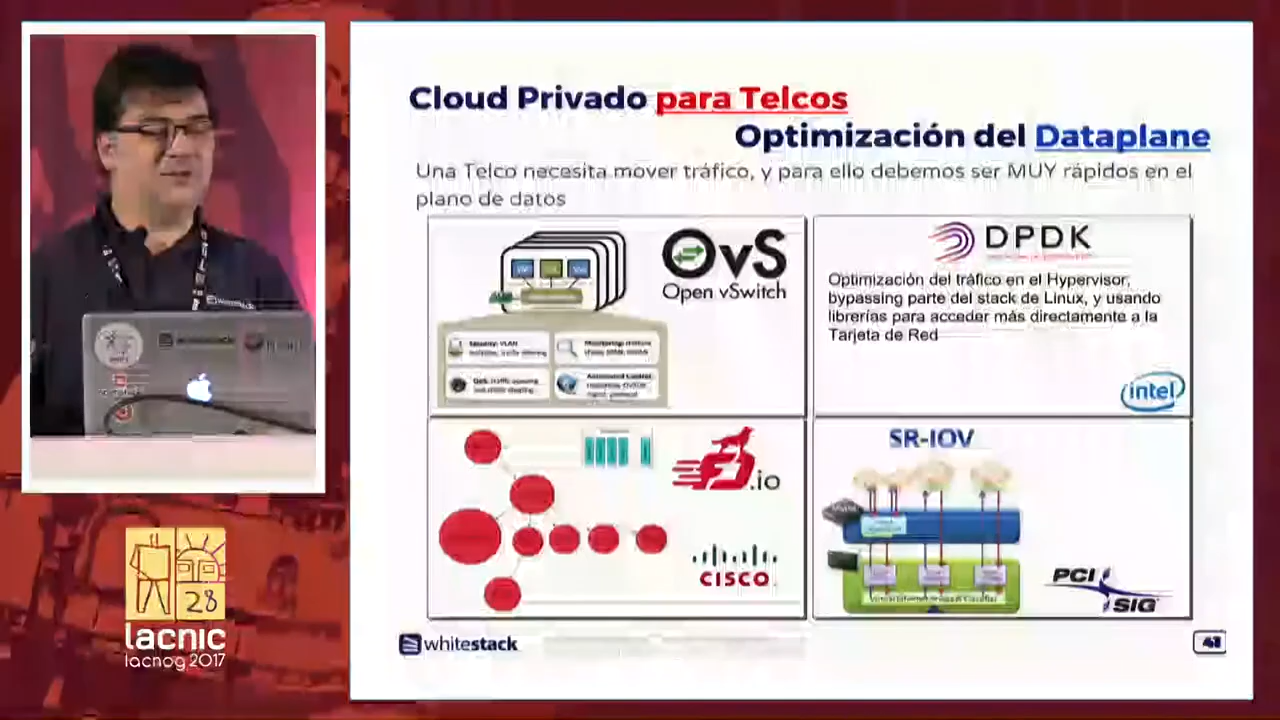 Cloud Privado para Telcos
Optimización del Dataplane
Una Telco necesita mover tráfico, y para ello debemos ser MUY rápidos en el
plano de datos
OvS
Open vSwitch
DPDK
Optimización del tráfico en el Hypervisor,
bypassing parte del stack de Linux, y usando
librerías para acceder más directamente a la
Tarjeta de Red
intel
.io
CISCO
SR-IOV
PCI
SIG
28
lacnic
lacnog 2017
whitestack
41